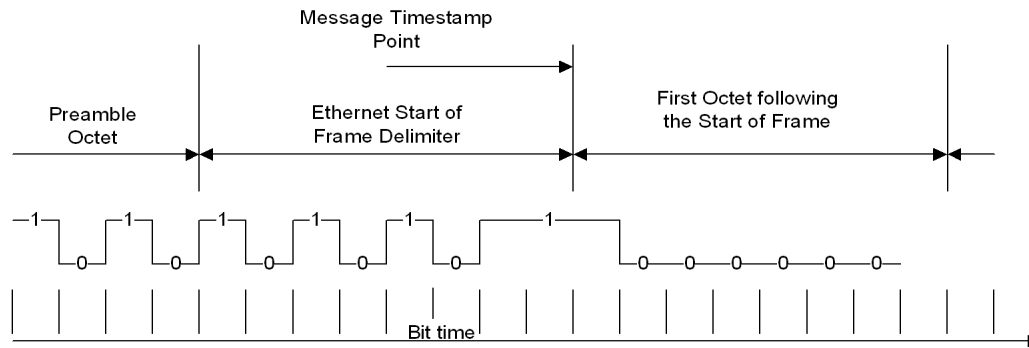 Message Timestamp
Point
Preamble
Octet
Ethernet Start of
Frame Delimiter
First Octet following
the Start of Frame
1 0 1 0 1 0 1 0 1 0 1 0 0 0 0 0 0
Bit time